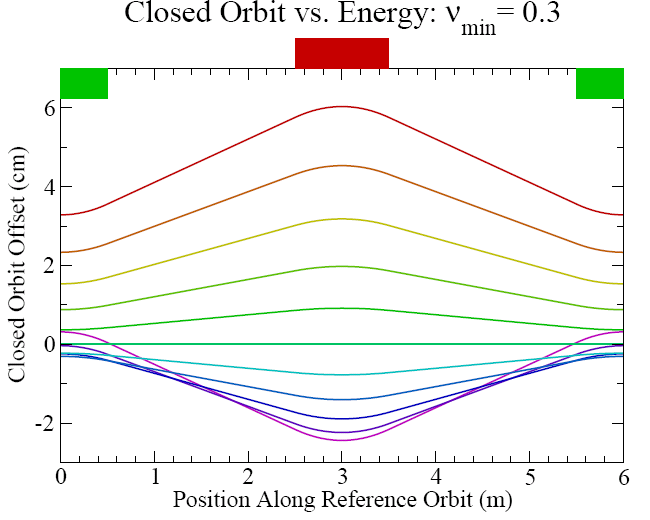 Closed Orbit vs. Energy: νmin= 0.3
6
4
2
0
-2
Closed Orbit Offset (cm)
0 1 2 3 4 5 6
Position Along Reference Orbit (m)